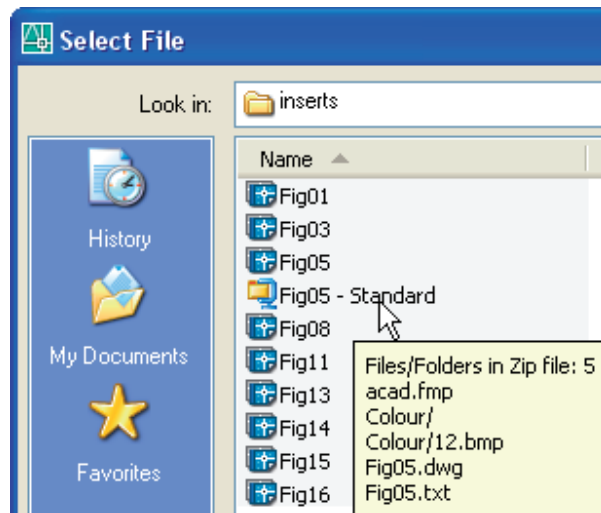 Select File
Look in:
inserts
Name
History
My Documents
Favorites
Fig01
Fig03
Fig05
Fig05 - Standard
Fig08
Fig11
Fig13
Fig14
Fig15
Fig16
Files/Folders in Zip file: 5
acad.fmp
Colour/
Colour/12.bmp
Fig05.dwg
Fig05.txt